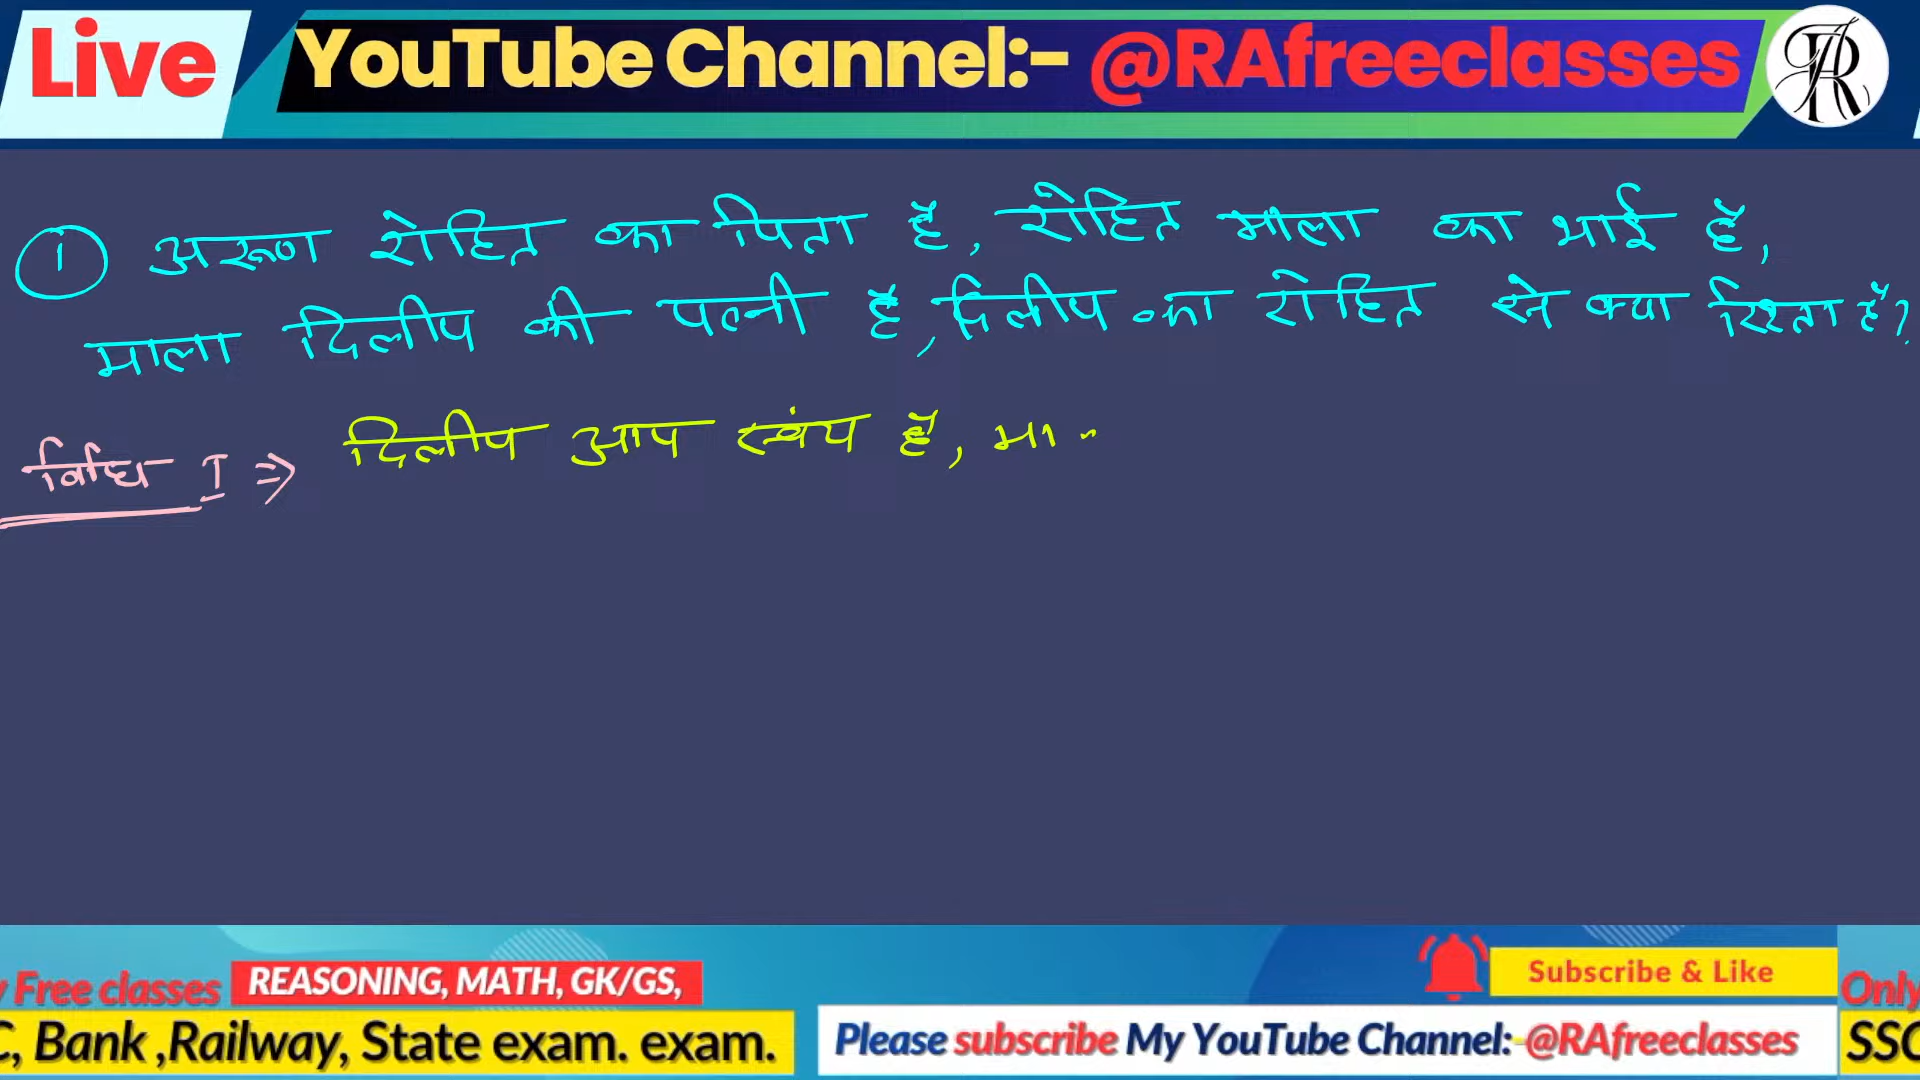 Live
YouTube Channel:- @RAfreeclasses
① अरूण रोहित का पिता है, रोहित माला का भाई है,
माला दिलीप की पत्नी है, दिलीप का रोहित से क्या रिश्ता है?
विधि I ⇒ दिलीप आप स्वंय है, मा
y Free classes REASONING, MATH, GK/GS,
Subscribe & Like
Only
C, Bank ,Railway, State exam. exam.
Please subscribe My YouTube Channel:-@RAfreeclasses
SSC